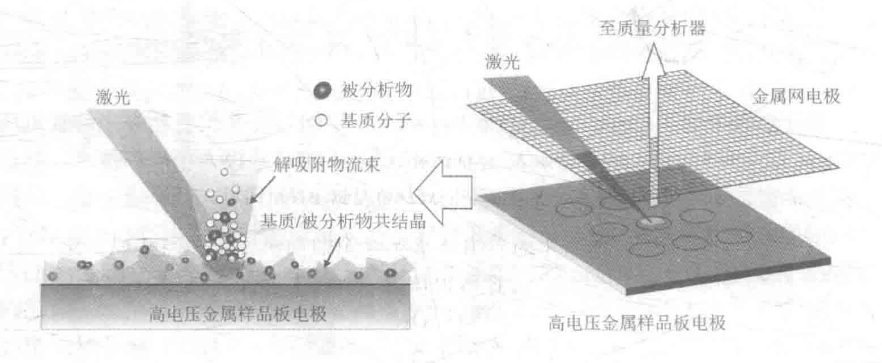 激光
被分析物
基质分子
解吸附物流束
基质/被分析物共结晶
高电压金属样品板电极
至质量分析器
激光
金属网电极
高电压金属样品板电极